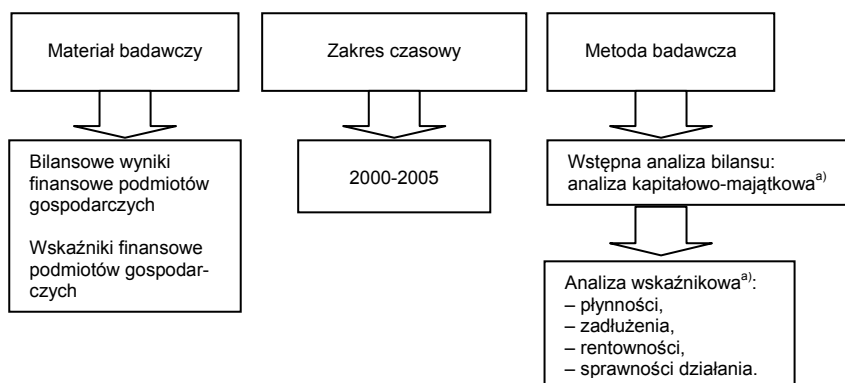 Materiał badawczy
Zakres czasowy
Metoda badawcza
Bilansowe wyniki
finansowe podmiotów
gospodarczych
Wskaźniki finansowe
podmiotów gospodar-
czych
2000-2005
Wstępna analiza bilansu:
analiza kapitałowo-majątkowa a)
Analiza wskaźnikowa a):
– płynności,
– zadłużenia,
– rentowności,
– sprawności działania.